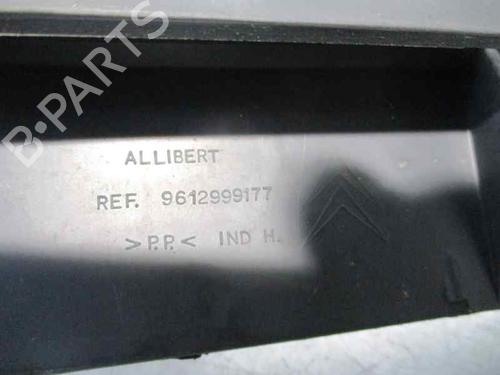 B·PARTS
ALLIBERT
REF. 9612999177
>P.P.< IND H.